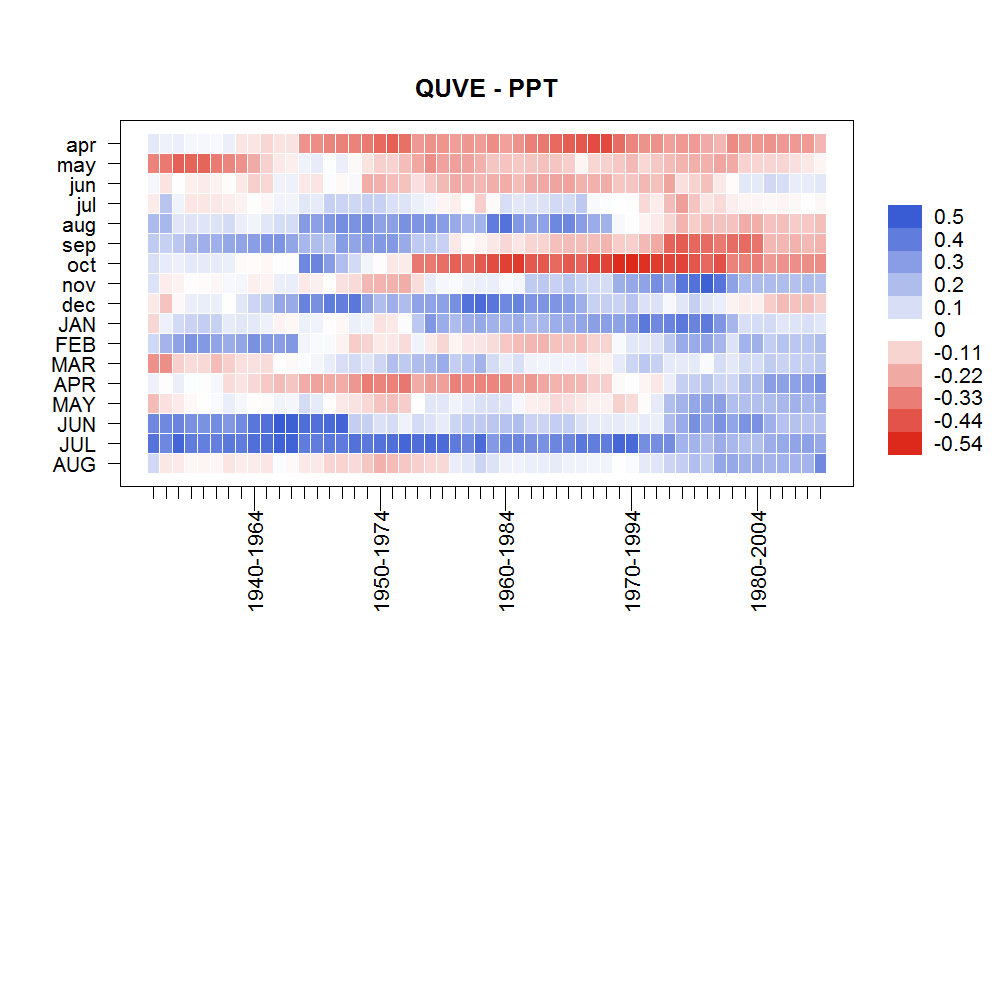 QUVE - PPT
apr
may
jun
jul
aug
sep
oct
nov
dec
JAN
FEB
MAR
APR
MAY
JUN
JUL
AUG
0.5
0.4
0.3
0.2
0.1
0
-0.11
-0.22
-0.33
-0.44
-0.54
1940-1964
1950-1974
1960-1984
1970-1994
1980-2004